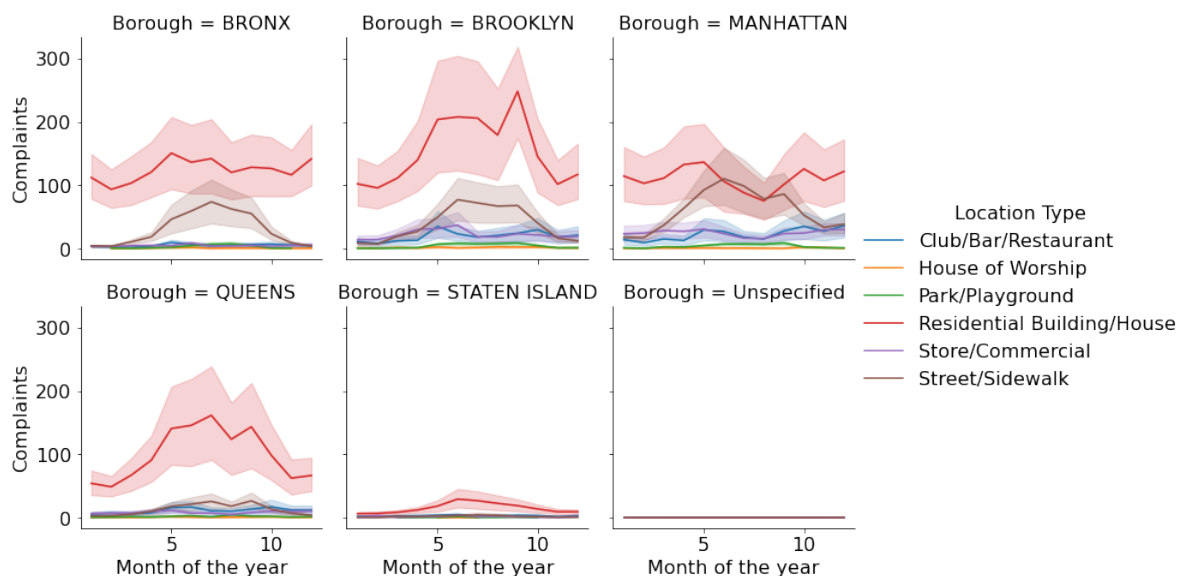 Borough = BRONX
Borough = BROOKLYN
Borough = MANHATTAN
Complaints
300
200
100
0
Borough = QUEENS
Borough = STATEN ISLAND
Borough = Unspecified
Complaints
300
200
100
0
5
10
5
10
5
10
Month of the year
Month of the year
Month of the year
Location Type
Club/Bar/Restaurant
House of Worship
Park/Playground
Residential Building/House
Store/Commercial
Street/Sidewalk